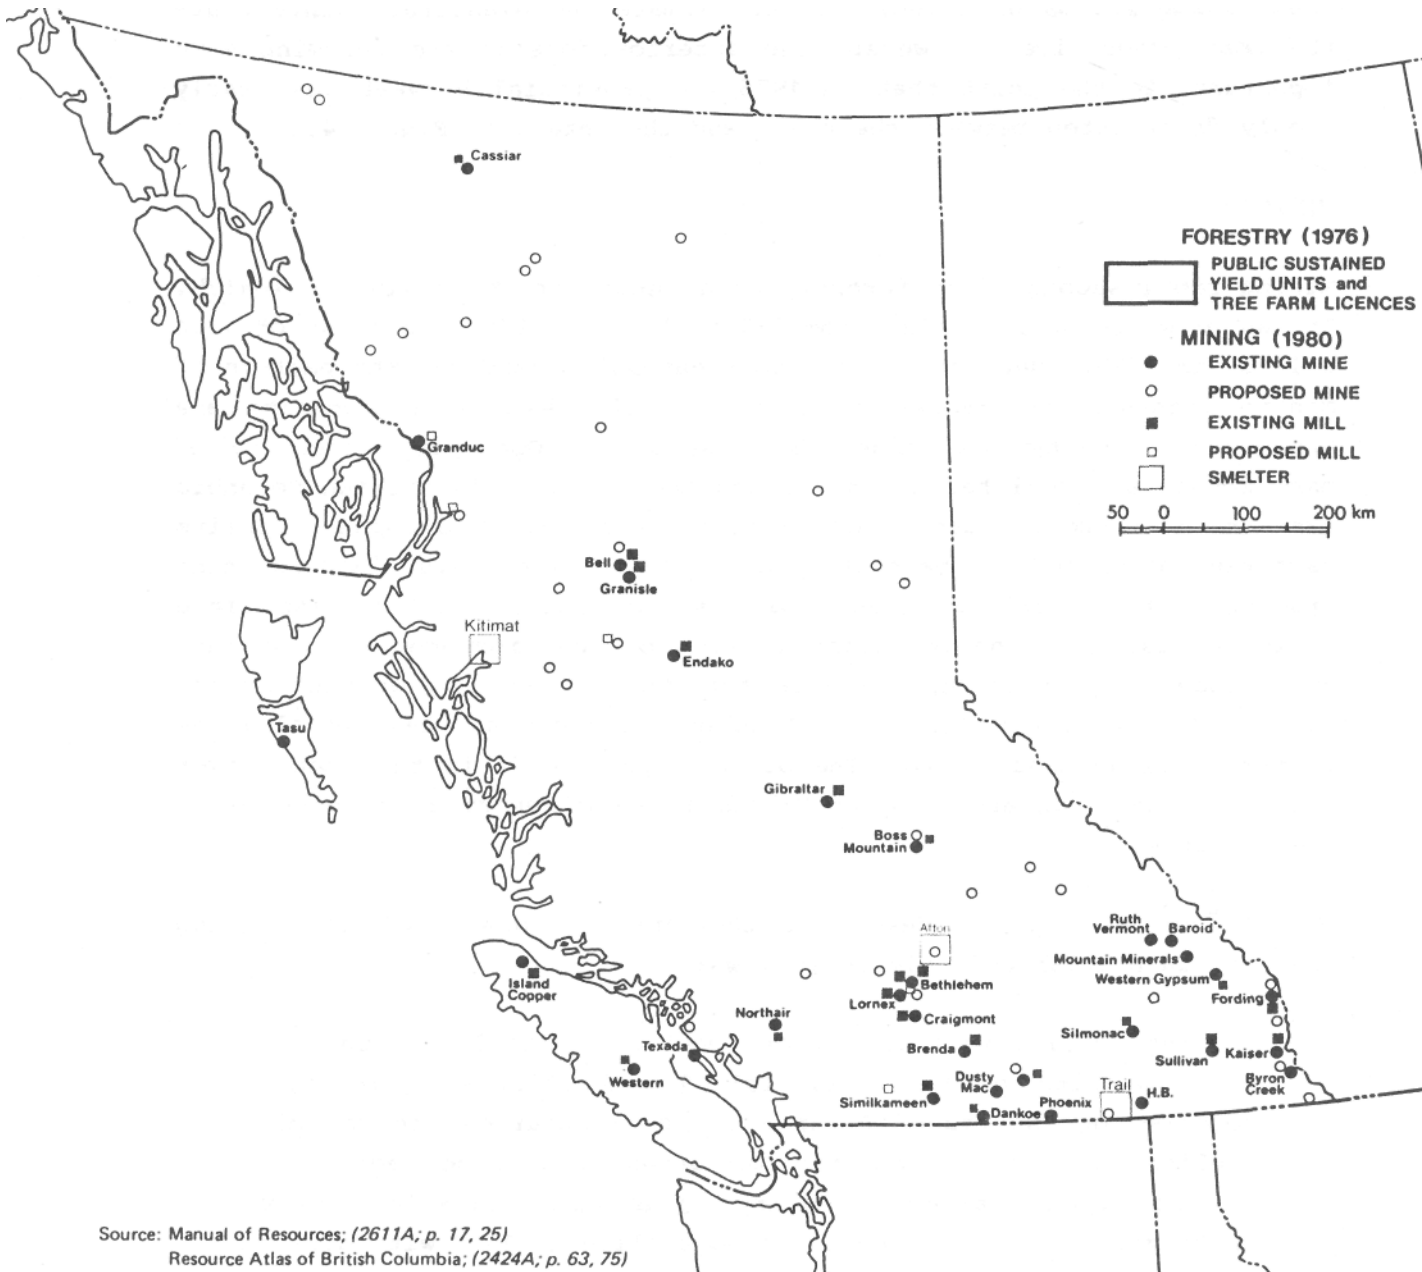 Cassiar
FORESTRY (1976)
PUBLIC SUSTAINED
YIELD UNITS and
TREE FARM LICENCES
MINING (1980)
EXISTING MINE
PROPOSED MINE
EXISTING MILL
PROPOSED MILL
SMELTER
50 0 100 200 km
Granduc
Bell
Granisle
Kitimat
Endako
Tasu
Gibraltar
Boss
Mountain
Ruth
Vermont
Baroid
Afton
Mountain Minerals
Western Gypsum
Island
Copper
Bethlehem
Lornex
Fording
Northair
Craigmont
Silmonac
Texada
Brenda
Sullivan
Kaiser
Western
Dusty
Mac
Byron
Creek
Trail
H.B.
Similkameen
Phoenix
Dankoe
Source: Manual of Resources; (2611A; p. 17, 25)
Resource Atlas of British Columbia; (2424A; p. 63, 75)